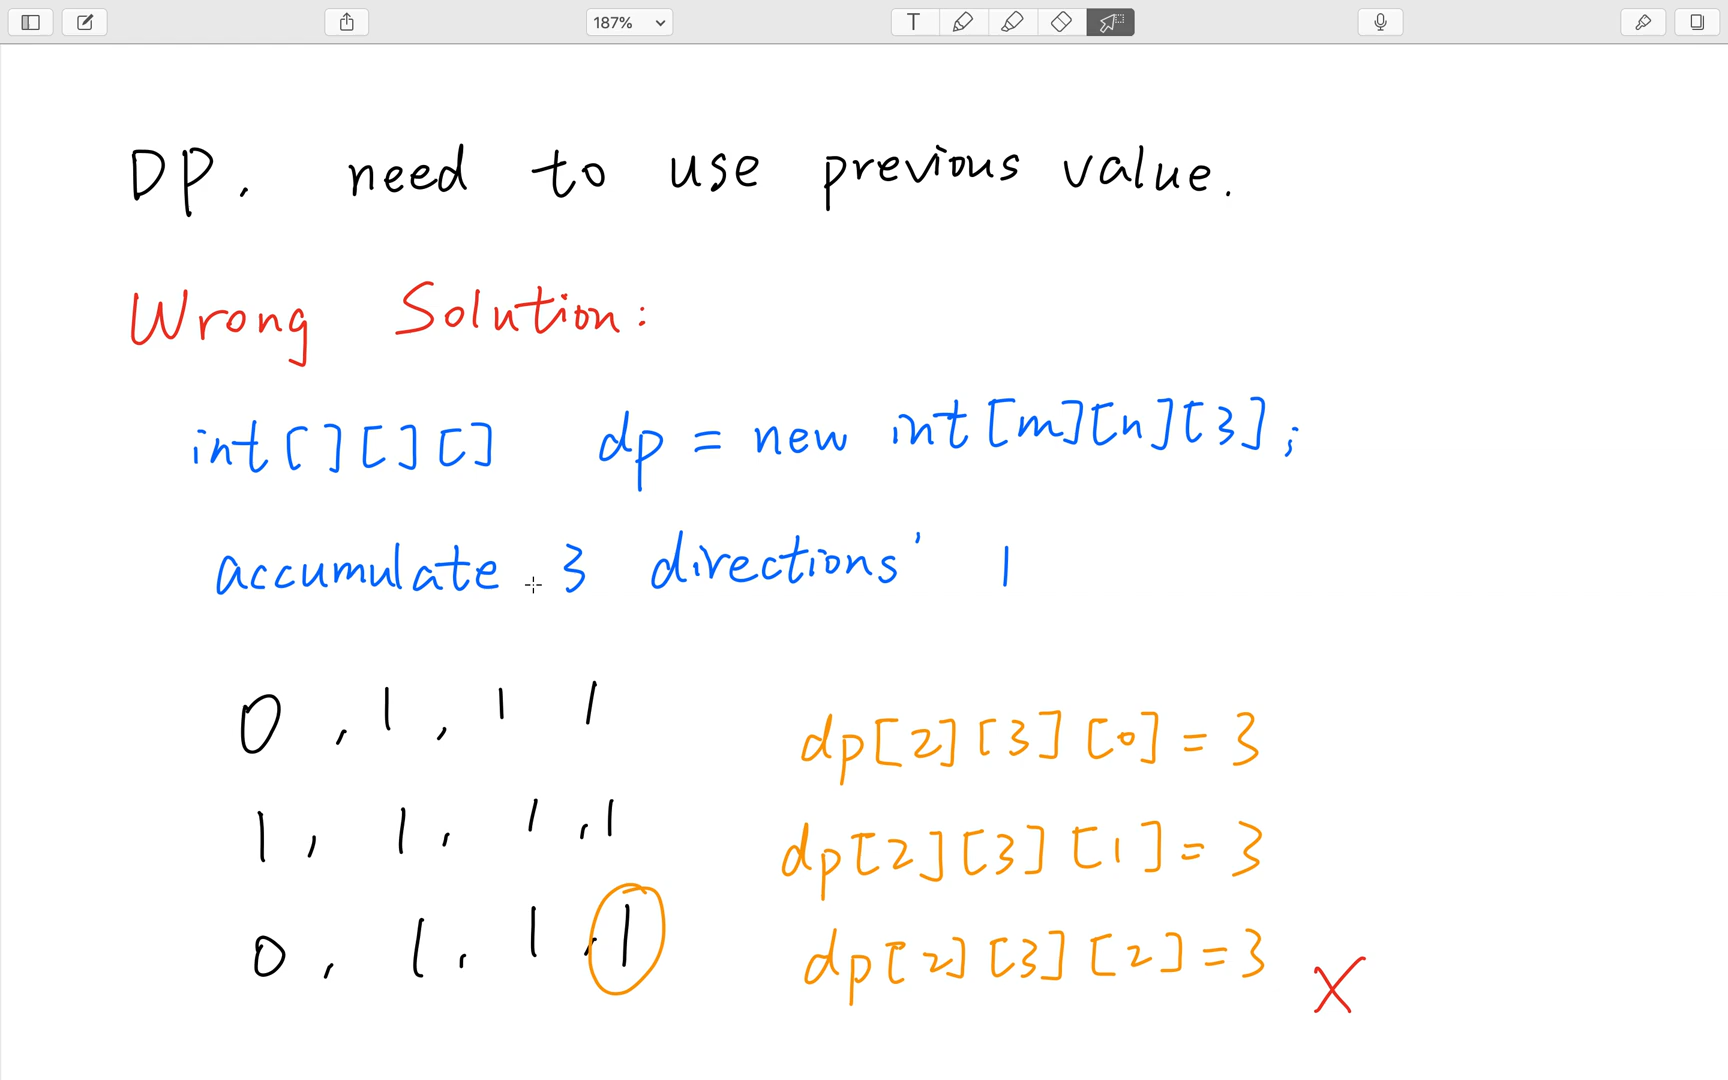 187%
T
DP. need to use previous value.
Wrong Solution:
int[][][] dp = new int[m][n][3];
accumulate 3 directions' 1
0, 1, 1 1
dp[2][3][0] = 3
1, 1, 1, 1
dp[2][3][1] = 3
0, 1, 1, 1
dp[2][3][2] = 3 X